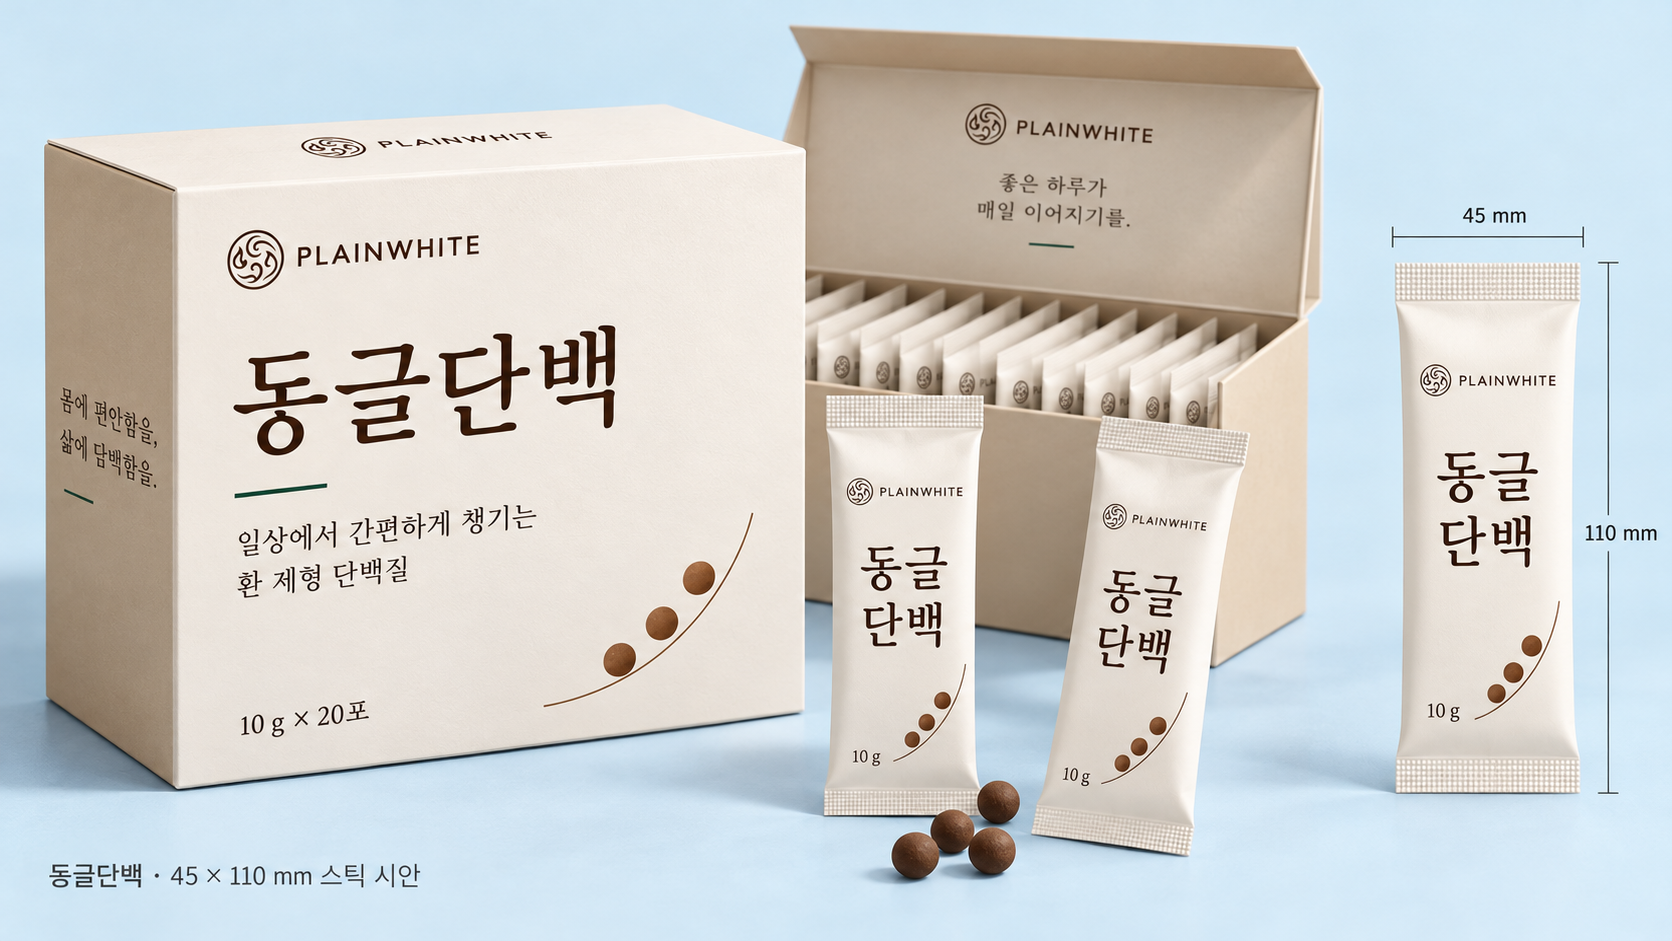 PLAINWHITE
PLAINWHITE
동글단백
일상에서 간편하게 챙기는
환 제형 단백질
10 g × 20포
몸에 편안함을,
삶에 담백함을.
PLAINWHITE
좋은 하루가
매일 이어지기를.
PLAINWHITE
동글
단백
10 g
PLAINWHITE
동글
단백
10 g
45 mm
PLAINWHITE
동글
단백
10 g
110 mm
동글단백 · 45 × 110 mm 스틱 시안